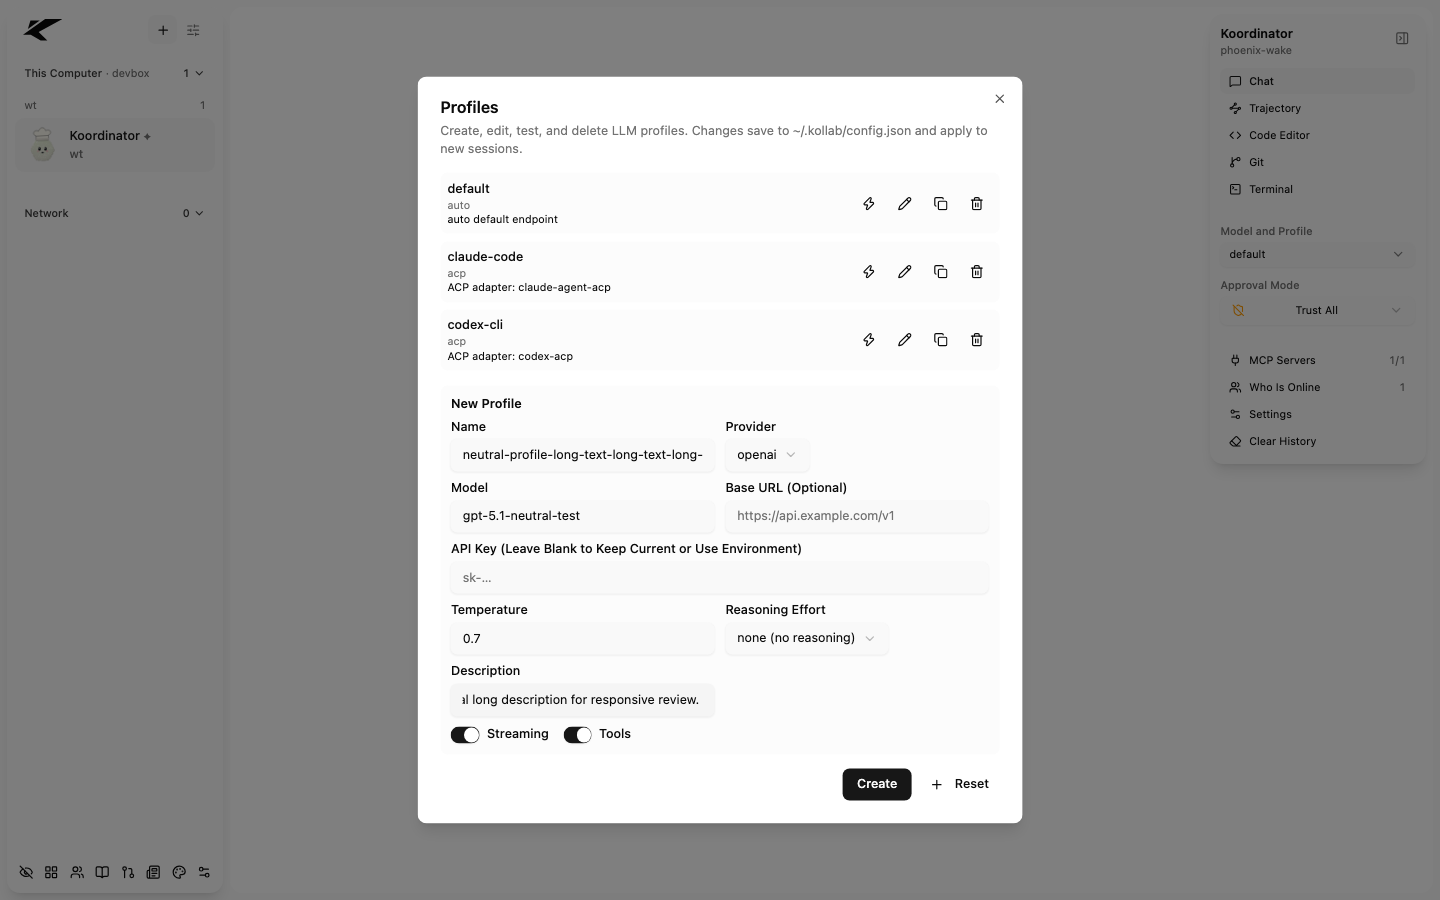 This Computer · devbox 1
wt 1
Koordinator
wt
Network 0
Profiles
Create, edit, test, and delete LLM profiles. Changes save to ~/.kollab/config.json and apply to
new sessions.
default
auto
auto default endpoint
claude-code
acp
ACP adapter: claude-agent-acp
codex-cli
acp
ACP adapter: codex-acp
New Profile
Name Provider
neutral-profile-long-text-long-text-long- openai
Model Base URL (Optional)
gpt-5.1-neutral-test https://api.example.com/v1
API Key (Leave Blank to Keep Current or Use Environment)
sk-...
Temperature Reasoning Effort
0.7 none (no reasoning)
Description
al long description for responsive review.
Streaming Tools
Create Reset
Koordinator
phoenix-wake
Chat
Trajectory
Code Editor
Git
Terminal
Model and Profile
default
Approval Mode
Trust All
MCP Servers 1/1
Who Is Online 1
Settings
Clear History